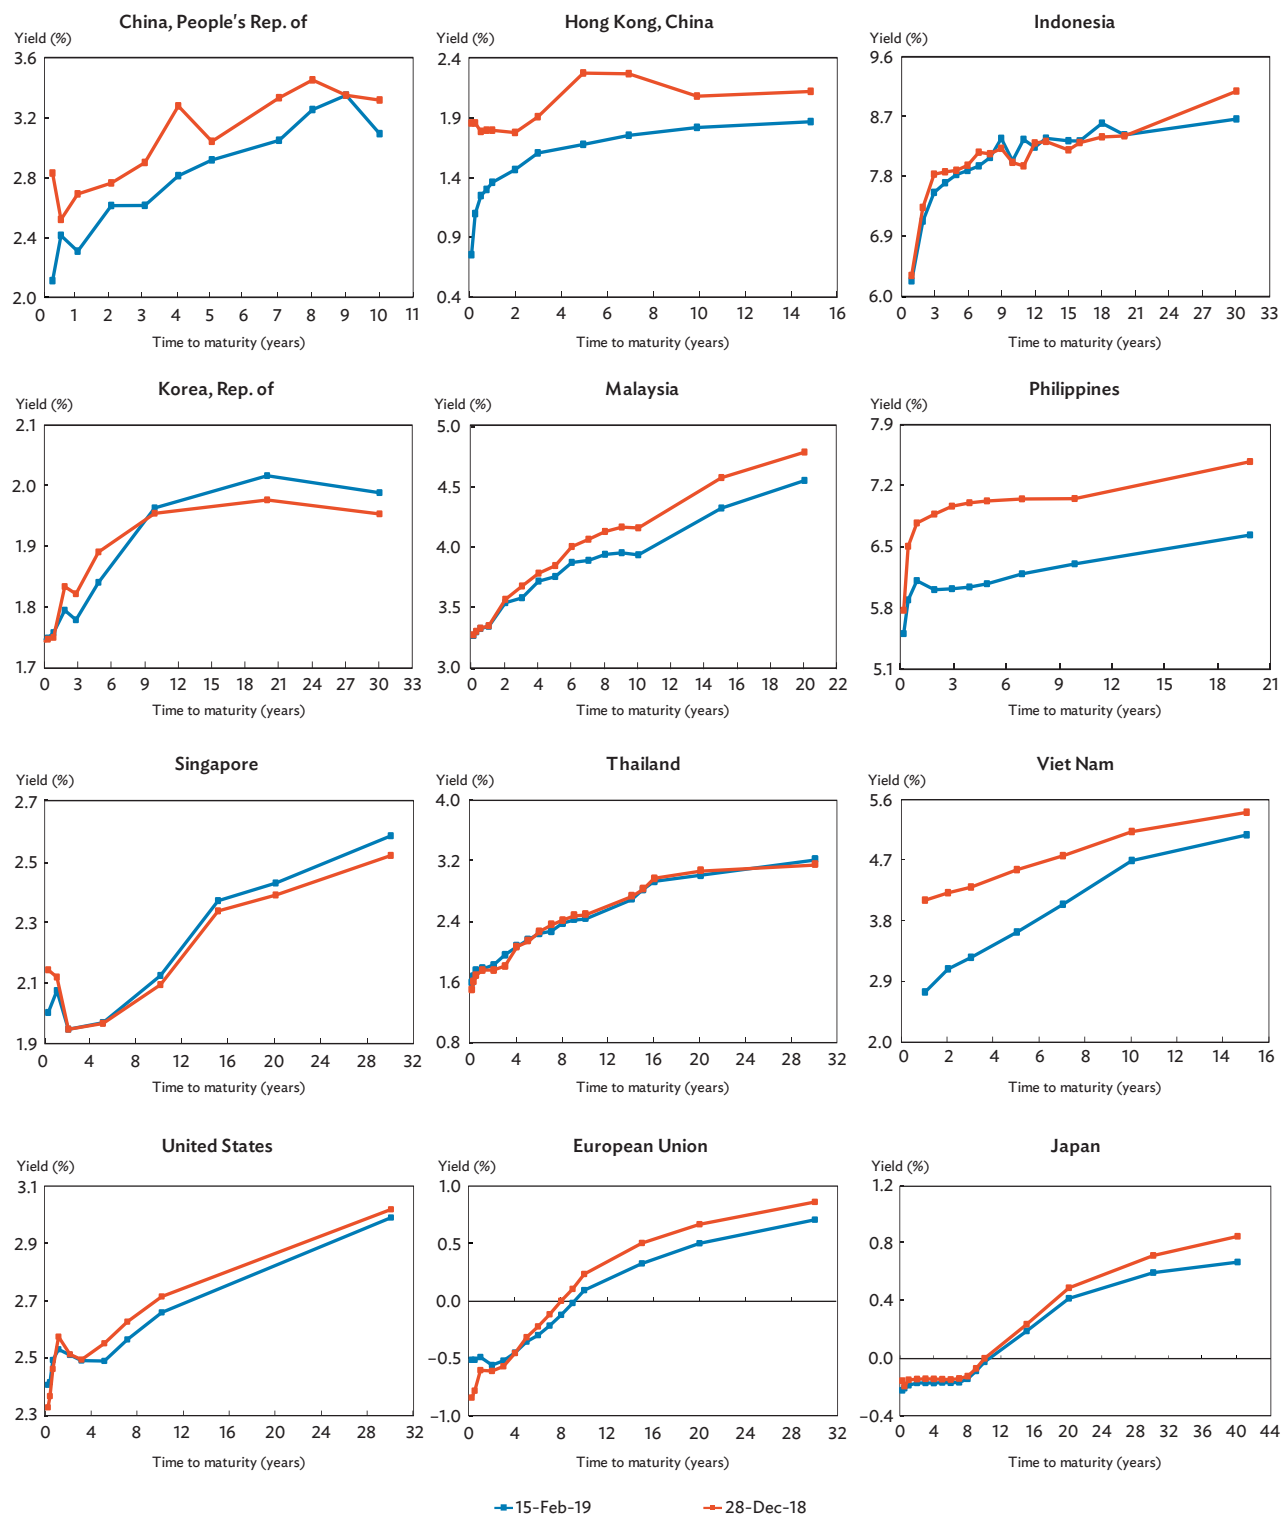 China, People's Rep. of
Yield (%)
3.6
3.2
2.8
2.4
2.0
0 1 2 3 4 5 6 7 8 9 10 11
Time to maturity (years)
Hong Kong, China
Yield (%)
2.4
1.9
1.4
0.9
0.4
0 2 4 6 8 10 12 14 16
Time to maturity (years)
Indonesia
Yield (%)
9.6
8.7
7.8
6.9
6.0
0 3 6 9 12 15 18 21 24 27 30 33
Time to maturity (years)
Korea, Rep. of
Yield (%)
2.1
2.0
1.9
1.8
1.7
0 3 6 9 12 15 18 21 24 27 30 33
Time to maturity (years)
Malaysia
Yield (%)
5.0
4.5
4.0
3.5
3.0
0 2 4 6 8 10 12 14 16 18 20 22
Time to maturity (years)
Philippines
Yield (%)
7.9
7.2
6.5
5.8
5.1
0 3 6 9 12 15 18 21
Time to maturity (years)
Singapore
Yield (%)
2.7
2.5
2.3
2.1
1.9
0 4 8 12 16 20 24 28 32
Time to maturity (years)
Thailand
Yield (%)
4.0
3.2
2.4
1.6
0.8
0 4 8 12 16 20 24 28 32
Time to maturity (years)
Viet Nam
Yield (%)
5.6
4.7
3.8
2.9
2.0
0 2 4 6 8 10 12 14 16
Time to maturity (years)
United States
Yield (%)
3.1
2.9
2.7
2.5
2.3
0 4 8 12 16 20 24 28 32
Time to maturity (years)
European Union
Yield (%)
1.0
0.5
0.0
−0.5
−1.0
0 4 8 12 16 20 24 28 32
Time to maturity (years)
Japan
Yield (%)
1.2
0.8
0.4
0.0
−0.4
0 4 8 12 16 20 24 28 32 36 40 44
Time to maturity (years)
15-Feb-19 28-Dec-18